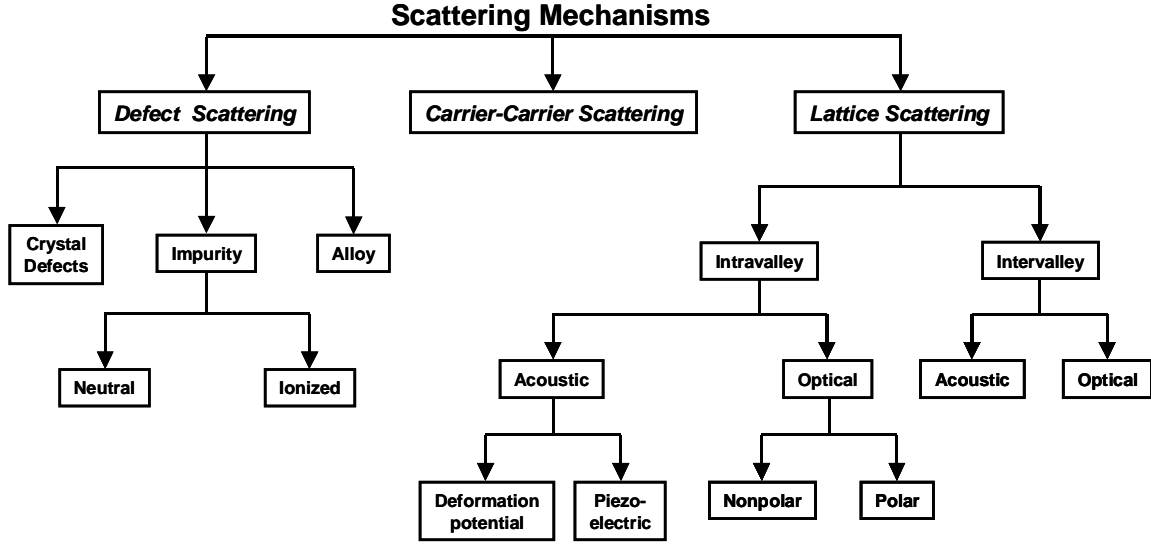 Scattering Mechanisms
Defect Scattering
Carrier-Carrier Scattering
Lattice Scattering
Crystal
Defects
Impurity
Alloy
Intravalley
Intervalley
Neutral
Ionized
Acoustic
Optical
Acoustic
Optical
Deformation
potential
Piezo-
electric
Nonpolar
Polar